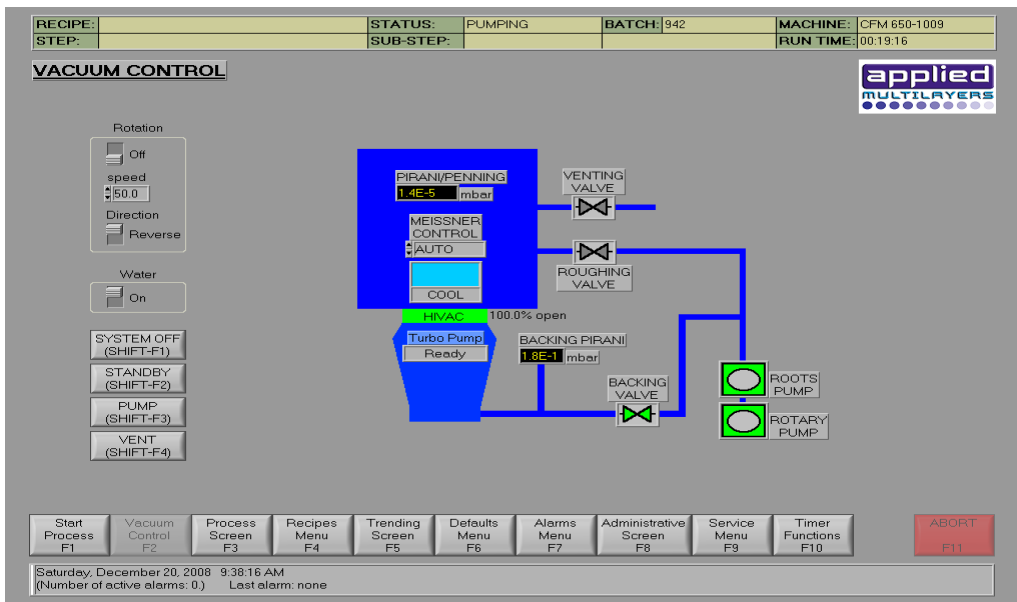 RECIPE: STATUS: PUMPING BATCH: 942 MACHINE: CFM 650-1009
STEP: SUB-STEP: RUN TIME: 00:19:16
VACUUM CONTROL
applied
MULTILAYERS
Rotation
Off
speed
50.0
Direction
Reverse
Water
On
SYSTEM OFF
(SHIFT-F1)
STANDBY
(SHIFT-F2)
PUMP
(SHIFT-F3)
VENT
(SHIFT-F4)
PIRANI/PENNING
1.4E-5 mbar
MEISSNER
CONTROL
AUTO
COOL
HIVAC 100.0% open
Turbo Pump
Ready
VENTING
VALVE
ROUGHING
VALVE
BACKING PIRANI
1.8E-1 mbar
BACKING
VALVE
ROOTS
PUMP
ROTARY
PUMP
Start
Process
F1
Vacuum
Control
F2
Process
Screen
F3
Recipes
Menu
F4
Trending
Screen
F5
Defaults
Menu
F6
Alarms
Menu
F7
Administrative
Screen
F8
Service
Menu
F9
Timer
Functions
F10
ABORT
F11
Saturday, December 20, 2008 9:38:16 AM
(Number of active alarms: 0.) Last alarm: none